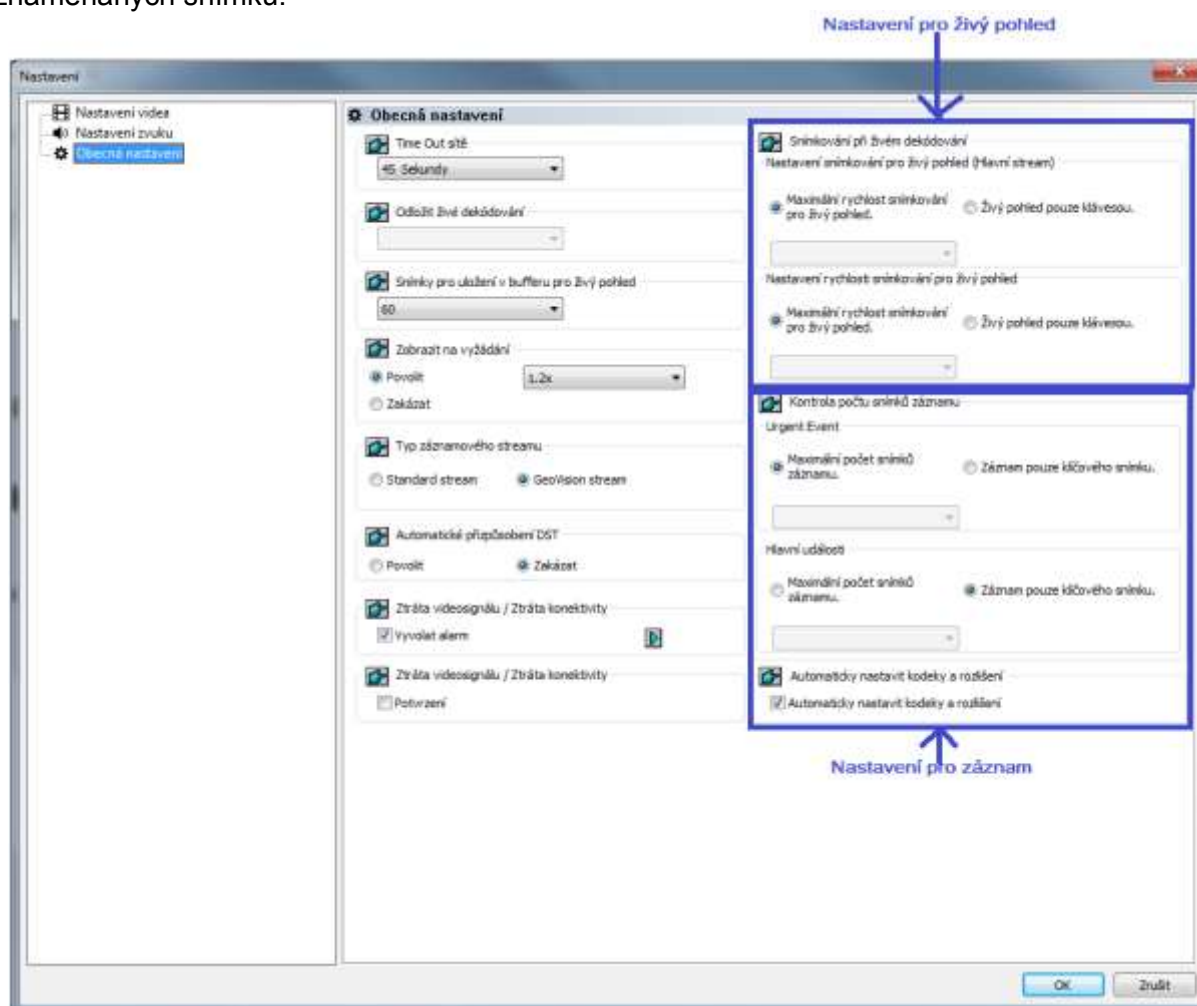 znamenaných snímků.
Nastavení pro živý pohled
Nastavení
Nastavení videa
Nastavení zvuku
Obecná nastavení
Obecná nastavení
Time Out sítě
45 Sekundy
Odložit živé dekódování
Snímky pro uložení v bufferu pro živý pohled
60
Zobrazit na vyžádání
Povolit
1.2x
Zakázat
Typ záznamového streamu
Standard stream
GeoVision stream
Automatické přizpůsobení DST
Povolit
Zakázat
Ztráta videosignálu / Ztráta konektivity
Vyvolat alarm
Ztráta videosignálu / Ztráta konektivity
Potvrzení
Snímkování při živém dekódování
Nastavení snímkování pro živý pohled (Hlavní stream)
Maximální rychlost snímkování
pro živý pohled.
Živý pohled pouze klávesou.
Nastavení rychlosti snímkování pro živý pohled
Maximální rychlost snímkování
pro živý pohled.
Živý pohled pouze klávesou.
Kontrola počtu snímků záznamu
Urgent Event
Maximální počet snímků
záznamu.
Záznam pouze klíčového snímku.
Hlavní události
Maximální počet snímků
záznamu.
Záznam pouze klíčového snímku.
Automaticky nastavit kodeky a rozlišení
Automaticky nastavit kodeky a rozlišení
Nastavení pro záznam
OK
Zrušit